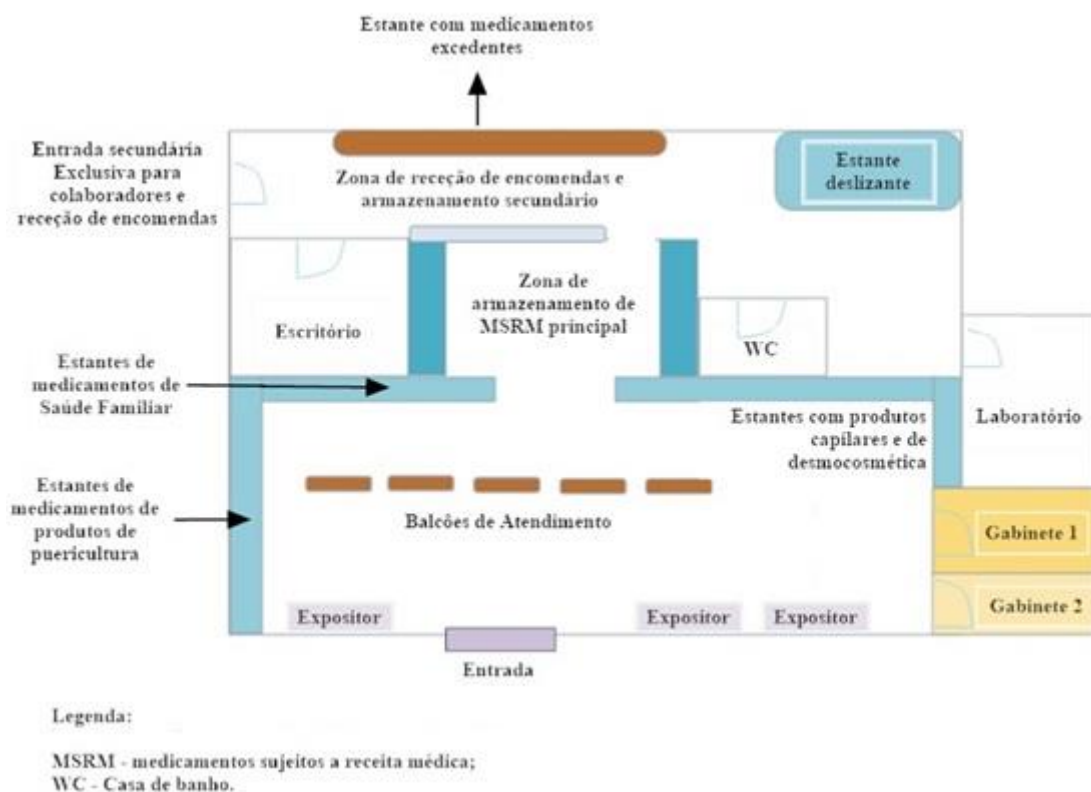 Estante com medicamentos
excedentes
Entrada secundária
Exclusiva para
colaboradores e
receção de encomendas
Zona de receção de encomendas e
armazenamento secundário
Estante
deslizante
Zona de
armazenamento de
MSRM principal
Escritório
WC
Estantes de
medicamentos de
Saúde Familiar
Estantes com produtos
capilares e de
desmocosmética
Laboratório
Estantes de
medicamentos de
produtos de
puericultura
Balcões de Atendimento
Gabinete 1
Gabinete 2
Expositor
Expositor
Expositor
Entrada
Legenda:
MSRM - medicamentos sujeitos a receita médica;
WC - Casa de banho.